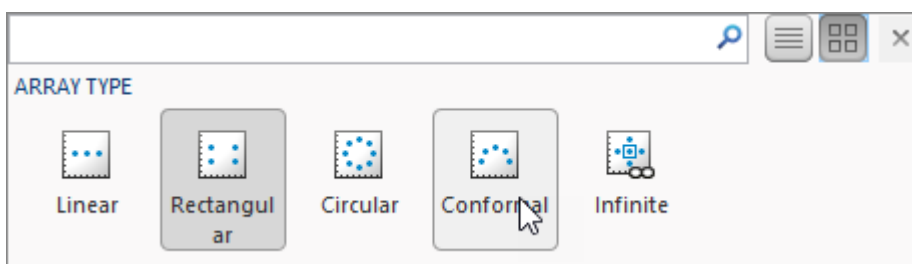 ARRAY TYPE
Linear
Rectangul
ar
Circular
Conformal
Infinite